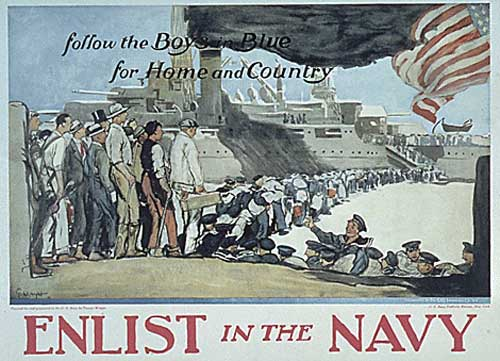 follow the Boys in Blue
for Home and Country
ENLIST IN THE NAVY